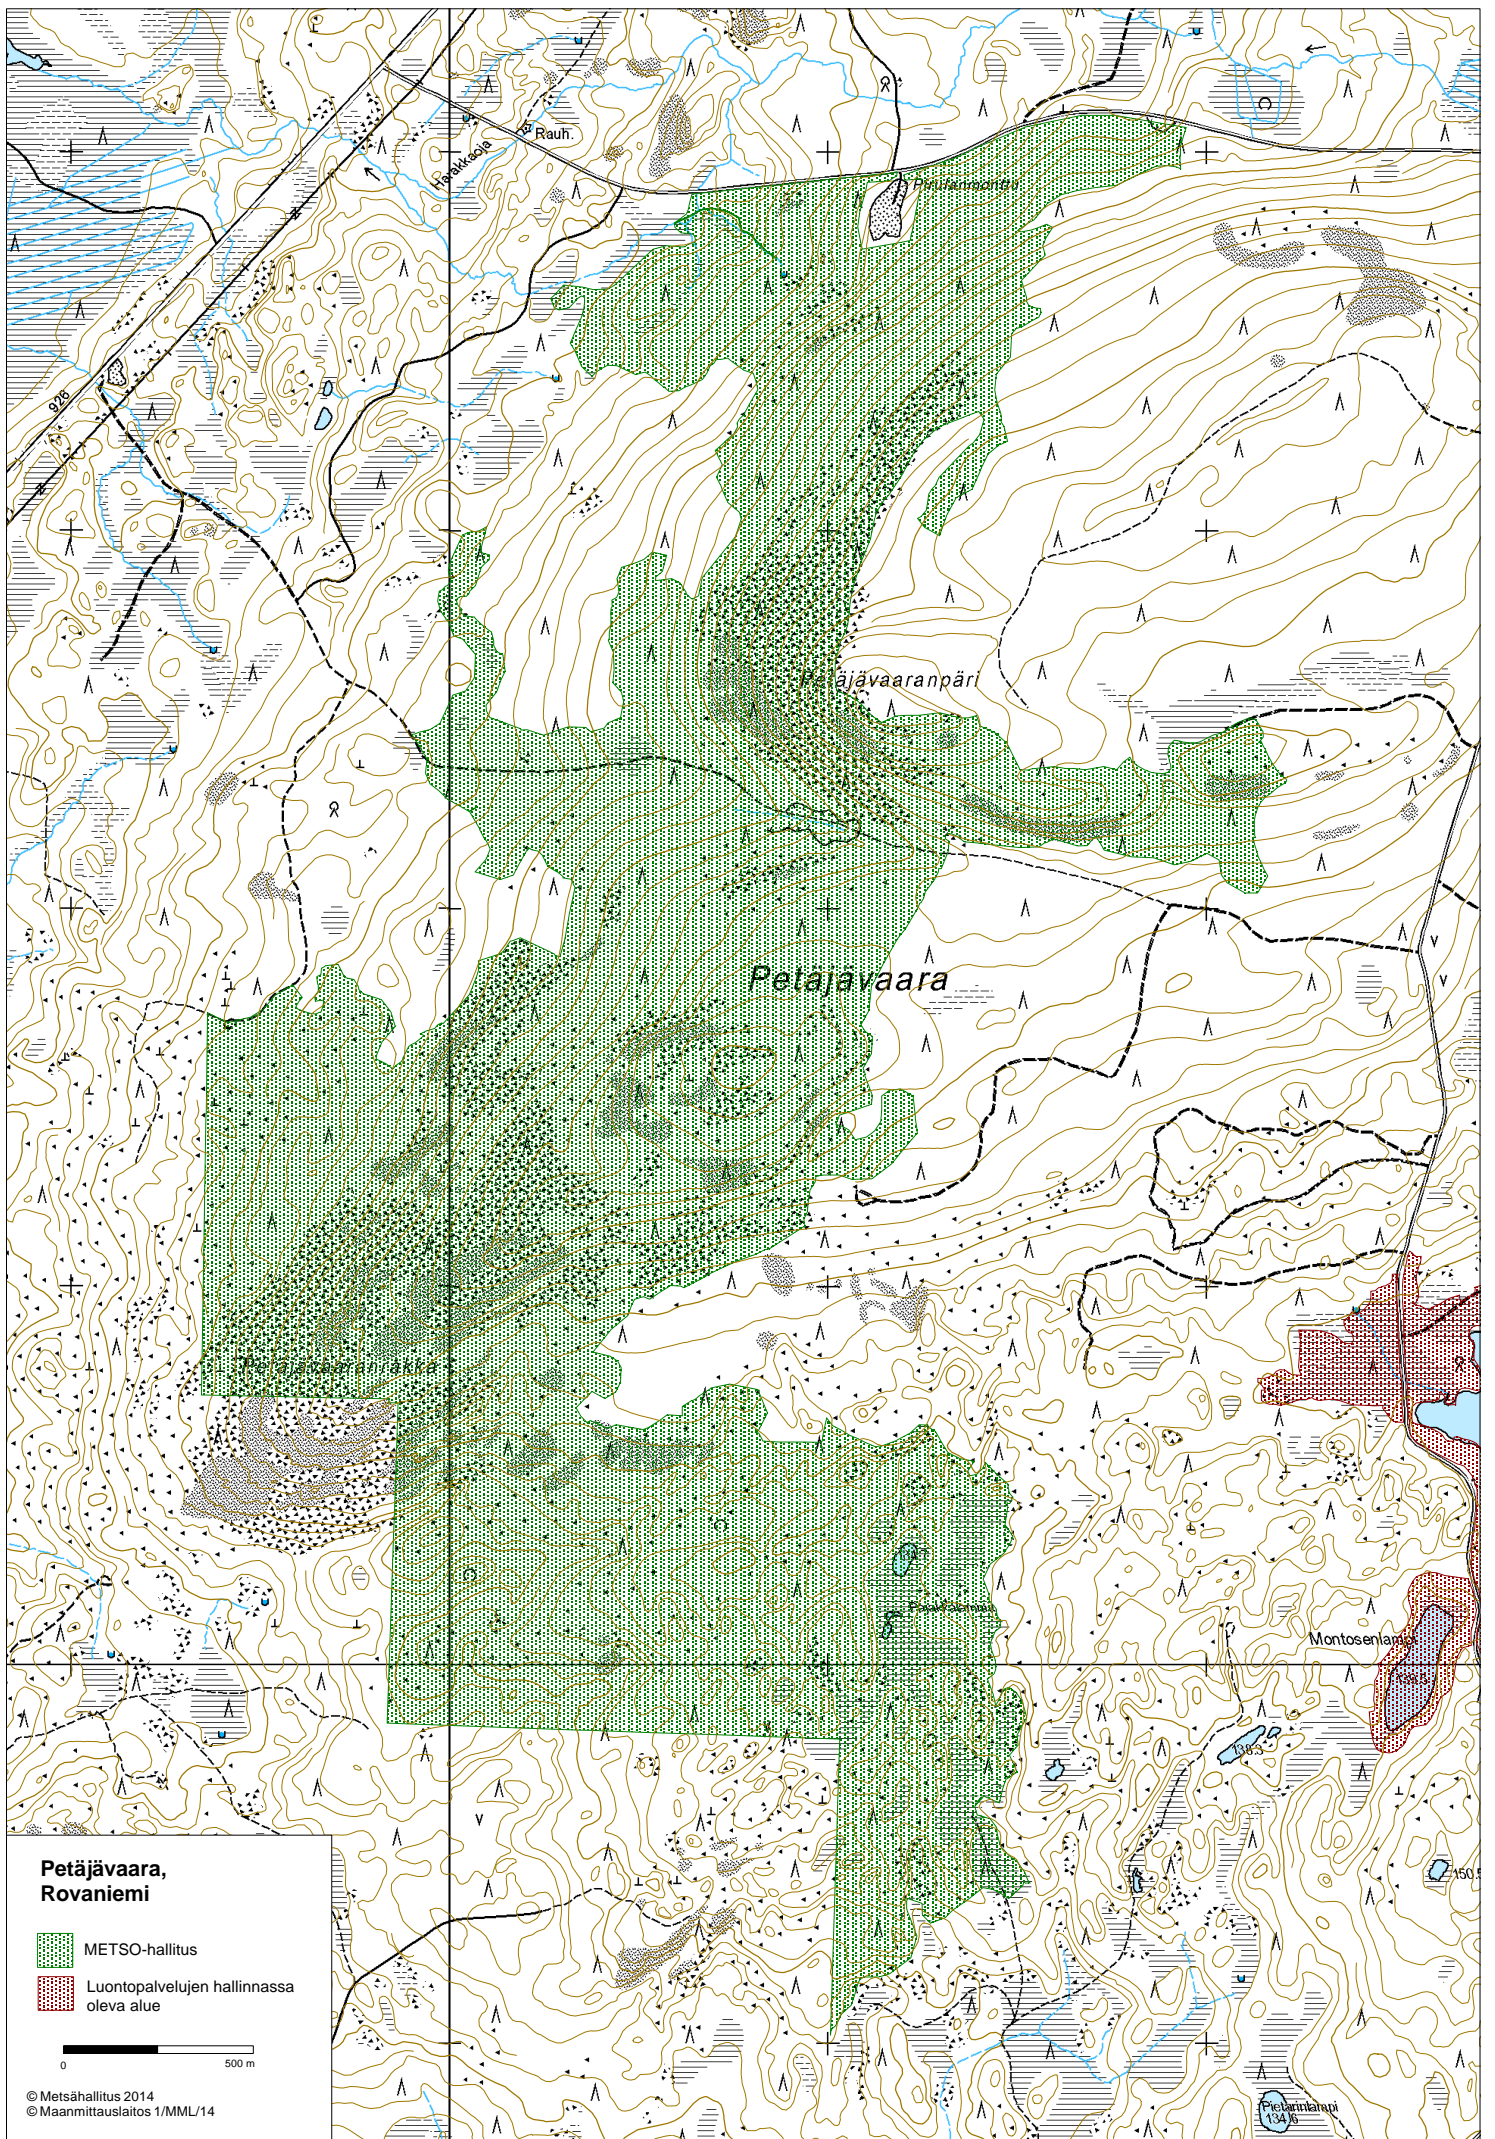 Rauh.
Harakkaoja
926
Petäjävaaranpäri
Petäjävaara
Petäjävaaranrakka
Montosenlampi
138.3
150.5
Pietarinlampi
134.6
Petäjävaara,
Rovaniemi
METSO-hallitus
Luontopalvelujen hallinnassa
oleva alue
0
500 m
© Metsähallitus 2014
© Maanmittauslaitos 1/MML/14